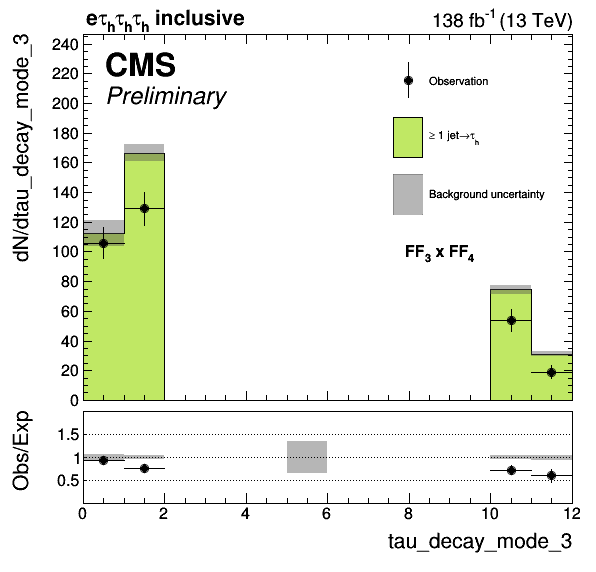 eτhτhτh inclusive
138 fb-1 (13 TeV)
CMS
Preliminary
dN/dtau_decay_mode_3
240
220
200
180
160
140
120
100
80
60
40
20
0
Observation
≥ 1 jet→τh
Background uncertainty
FF3 x FF4
Obs/Exp
1.5
1
0.5
0 2 4 6 8 10 12
tau_decay_mode_3